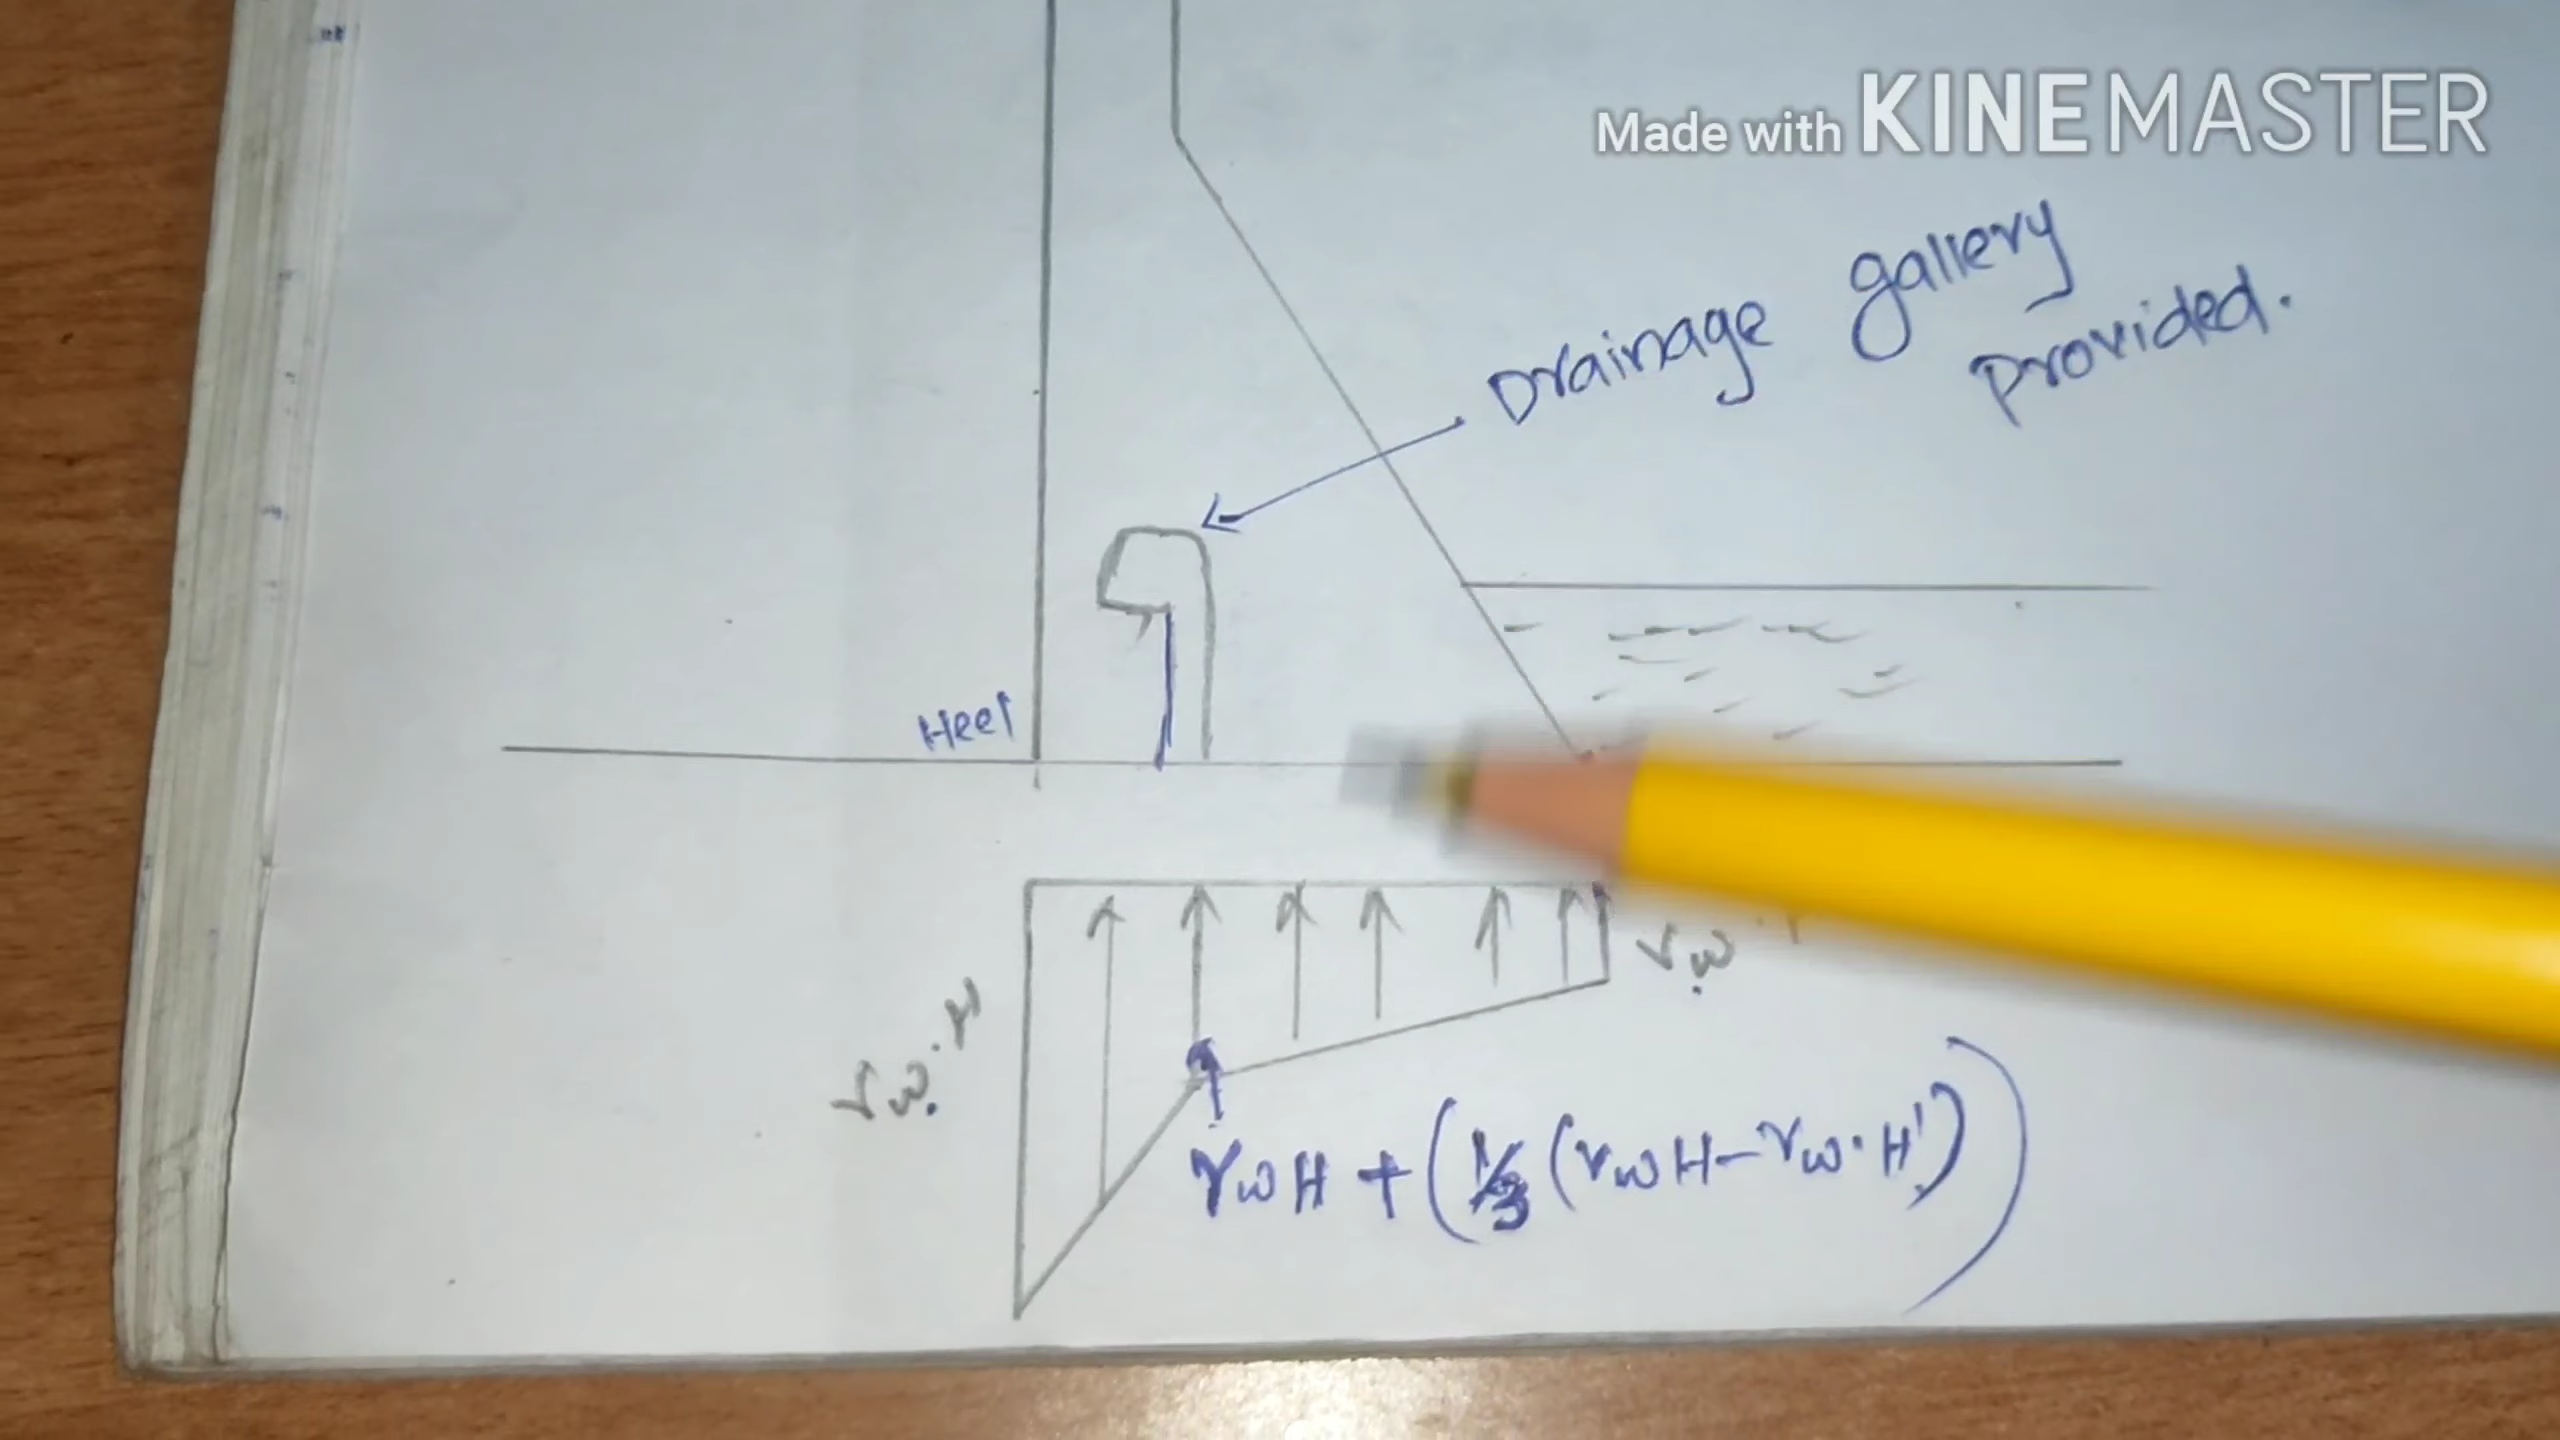 Made with KINEMASTER
Drainage gallery
provided.
Heel
γw.H
γw
γwH + (1/3 (γwH - γw.H'))